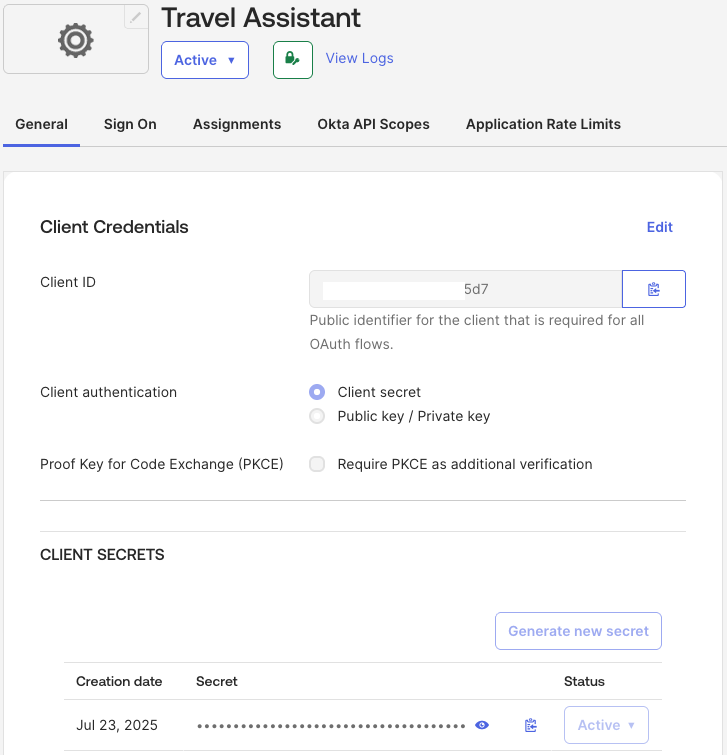 Travel Assistant
Active ▼
View Logs
General Sign On Assignments Okta API Scopes Application Rate Limits
Client Credentials Edit
Client ID 5d7
Public identifier for the client that is required for all
OAuth flows.
Client authentication Client secret
Public key / Private key
Proof Key for Code Exchange (PKCE) Require PKCE as additional verification
CLIENT SECRETS
Generate new secret
Creation date Secret Status
Jul 23, 2025 •••••••••••••••••••••••••••••••••••••• Active ▼